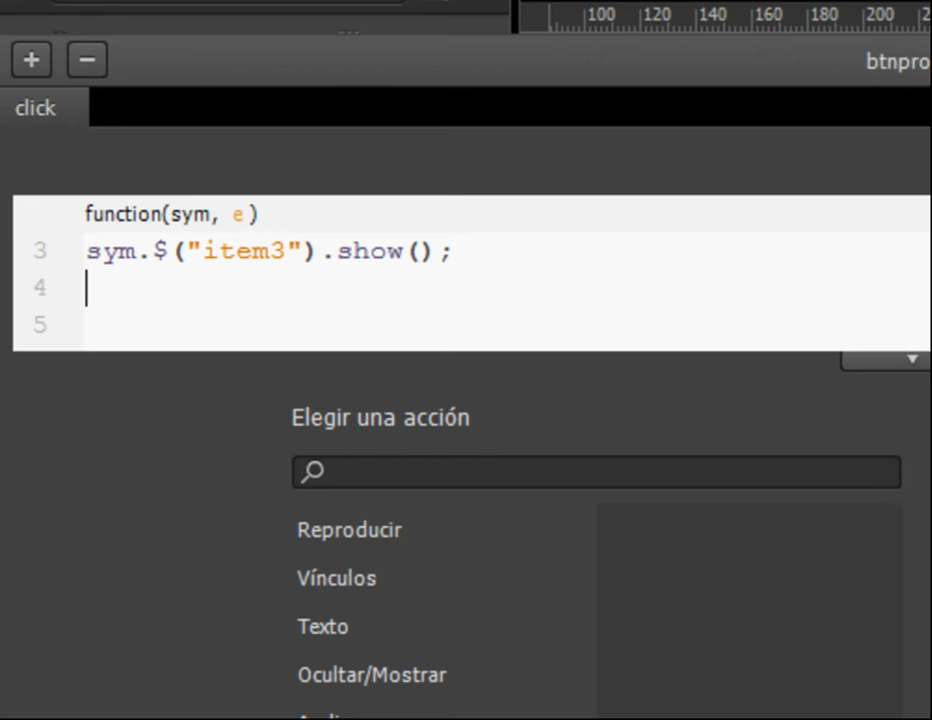 100 120 140 160 180 200
+ −
btnpro
click
function(sym, e)
3 sym.$("item3").show();
4
5
Elegir una acción
Reproducir
Vínculos
Texto
Ocultar/Mostrar